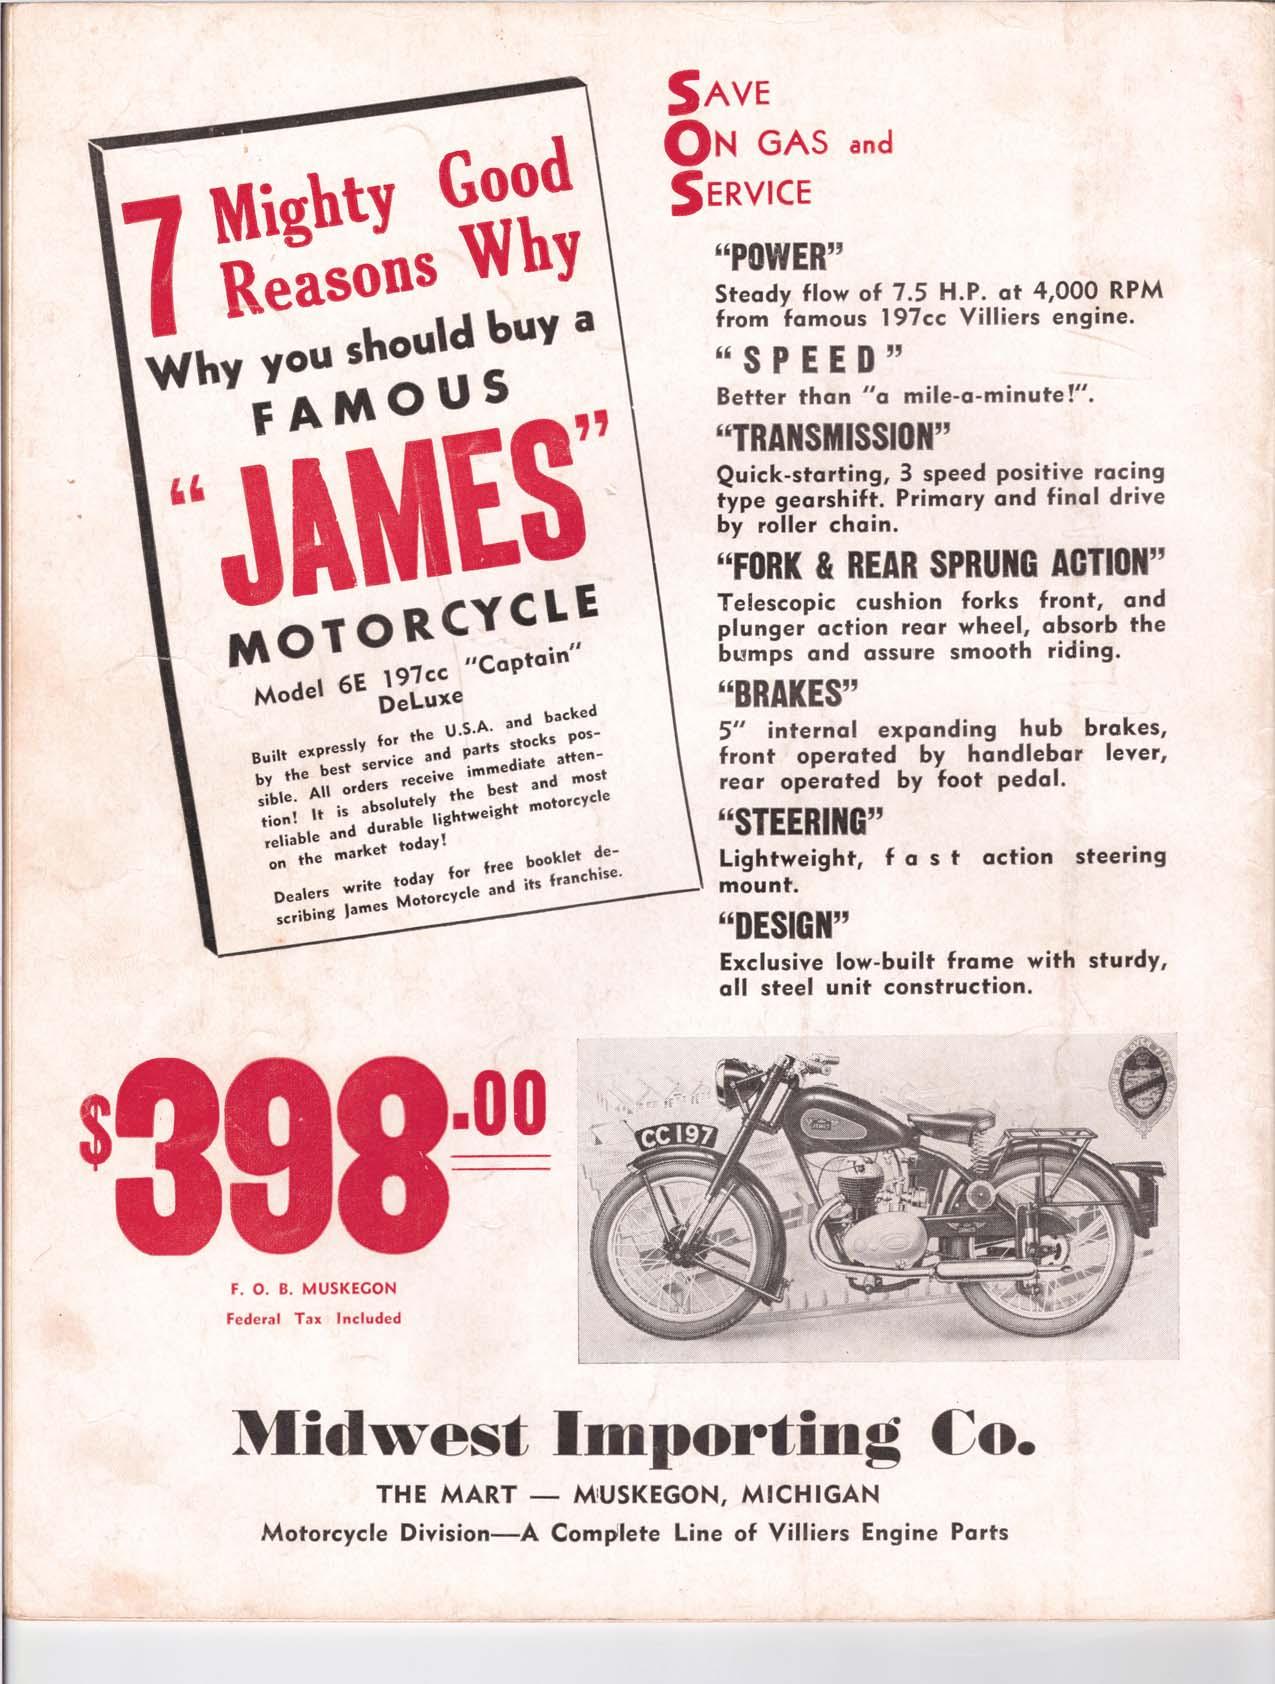 7 Mighty Good
Reasons Why
Why you should buy a
FAMOUS
"JAMES"
MOTORCYCLE
Model 6E 197cc "Captain"
DeLuxe
Built expressly for the U.S.A. and backed
by the best service and parts stocks pos-
sible. All orders receive immediate atten-
tion! It is absolutely the best and most
reliable and durable lightweight motorcycle
on the market today!
Dealers write today for free booklet de-
scribing James Motorcycle and its franchise.
SAVE
ON GAS and
SERVICE
"POWER"
Steady flow of 7.5 H.P. at 4,000 RPM
from famous 197cc Villiers engine.
"SPEED"
Better than "a mile-a-minute!".
"TRANSMISSION"
Quick-starting, 3 speed positive racing
type gearshift. Primary and final drive
by roller chain.
"FORK & REAR SPRUNG ACTION"
Telescopic cushion forks front, and
plunger action rear wheel, absorb the
bumps and assure smooth riding.
"BRAKES"
5" internal expanding hub brakes,
front operated by handlebar lever,
rear operated by foot pedal.
"STEERING"
Lightweight, fast action steering
mount.
"DESIGN"
Exclusive low-built frame with sturdy,
all steel unit construction.
$398.00
F. O. B. MUSKEGON
Federal Tax Included
CC 197
JAMES
JAMES
Midwest Importing Co.
THE MART — MUSKEGON, MICHIGAN
Motorcycle Division—A Complete Line of Villiers Engine Parts